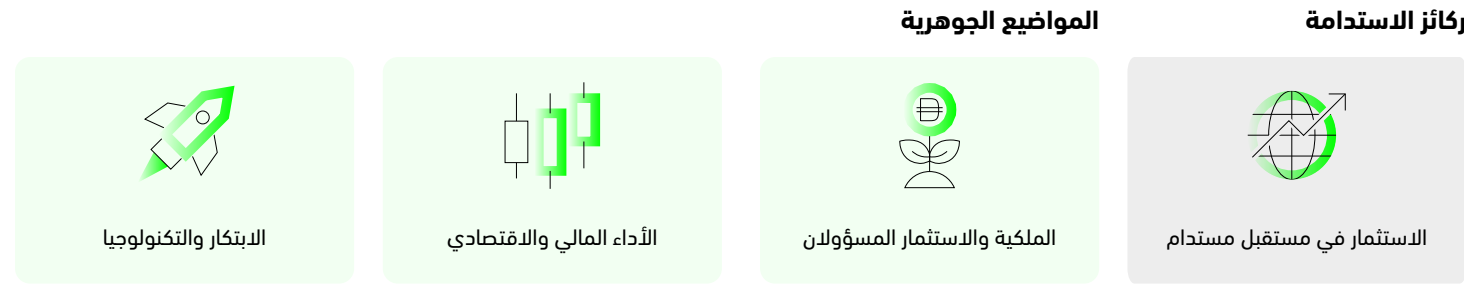 ركائز الاستدامة
المواضيع الجوهرية
الاستثمار في مستقبل مستدام
الملكية والاستثمار المسؤولان
الأداء المالي والاقتصادي
الابتكار والتكنولوجيا